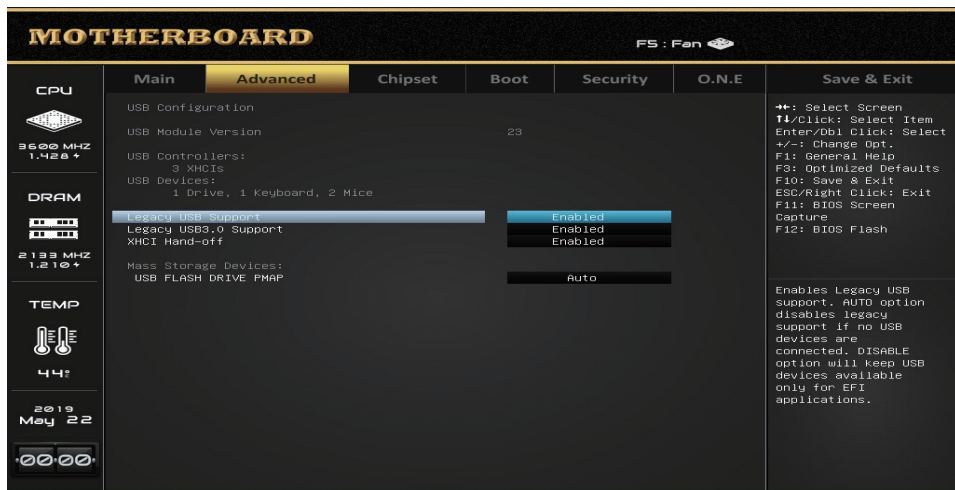 MOTHERBOARD
F5 : Fan
Main Advanced Chipset Boot Security O.N.E Save & Exit
CPU
3600 MHZ
1.428
DRAM
2133 MHZ
1.210
TEMP
44
2019
May 22
00:00
USB Configuration
USB Module Version 23
USB Controllers:
3 XHCIs
USB Devices:
1 Drive, 1 Keyboard, 2 Mice
Legacy USB Support Enabled
Legacy USB3.0 Support Enabled
XHCI Hand-off Enabled
Mass Storage Devices:
USB FLASH DRIVE PMAP Auto
→←: Select Screen
↑↓/Click: Select Item
Enter/Dbl Click: Select
+/-: Change Opt.
F1: General Help
F3: Optimized Defaults
F10: Save & Exit
ESC/Right Click: Exit
F11: BIOS Screen
Capture
F12: BIOS Flash
Enables Legacy USB
support. AUTO option
disables legacy
support if no USB
devices are
connected. DISABLE
option will keep USB
devices available
only for EFI
applications.